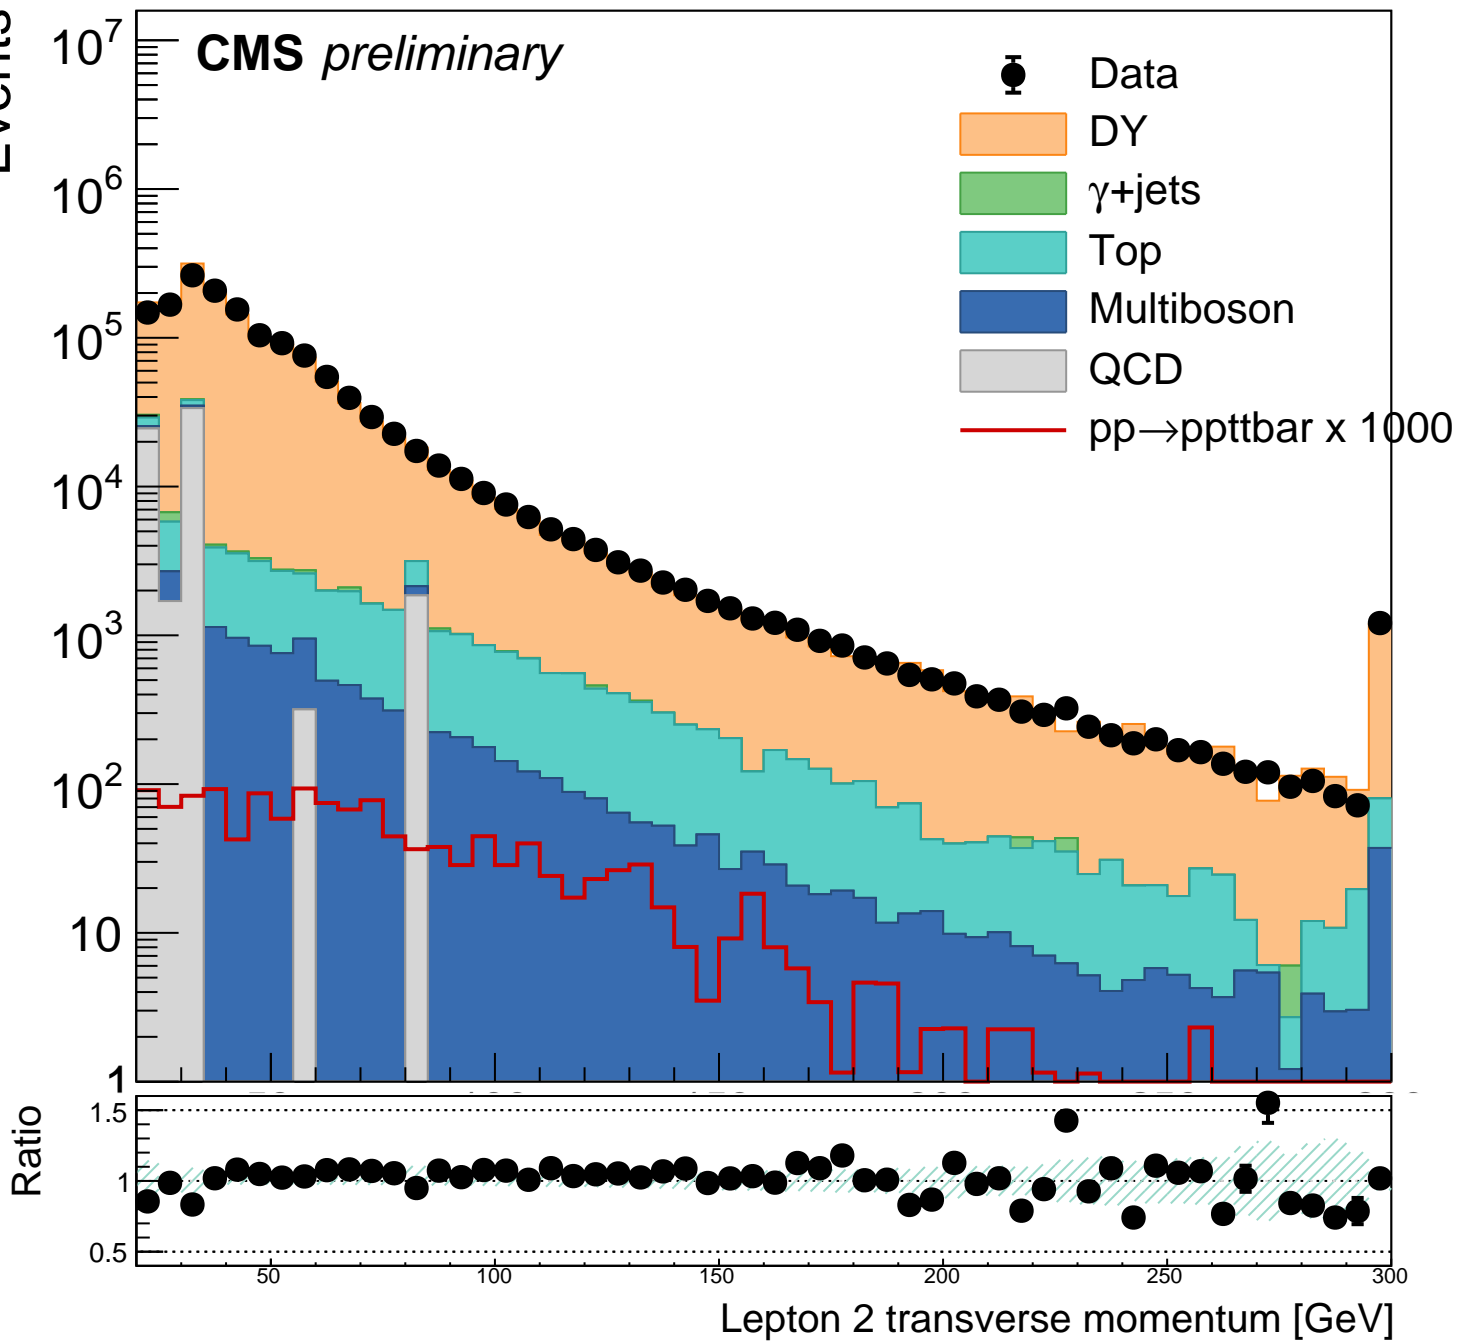 Events
CMS preliminary
Data
DY
γ+jets
Top
Multiboson
QCD
pp→ppttbar x 1000
10^7
10^6
10^5
10^4
10^3
10^2
10
1
Ratio
1.5
1
0.5
50 100 150 200 250 300
Lepton 2 transverse momentum [GeV]